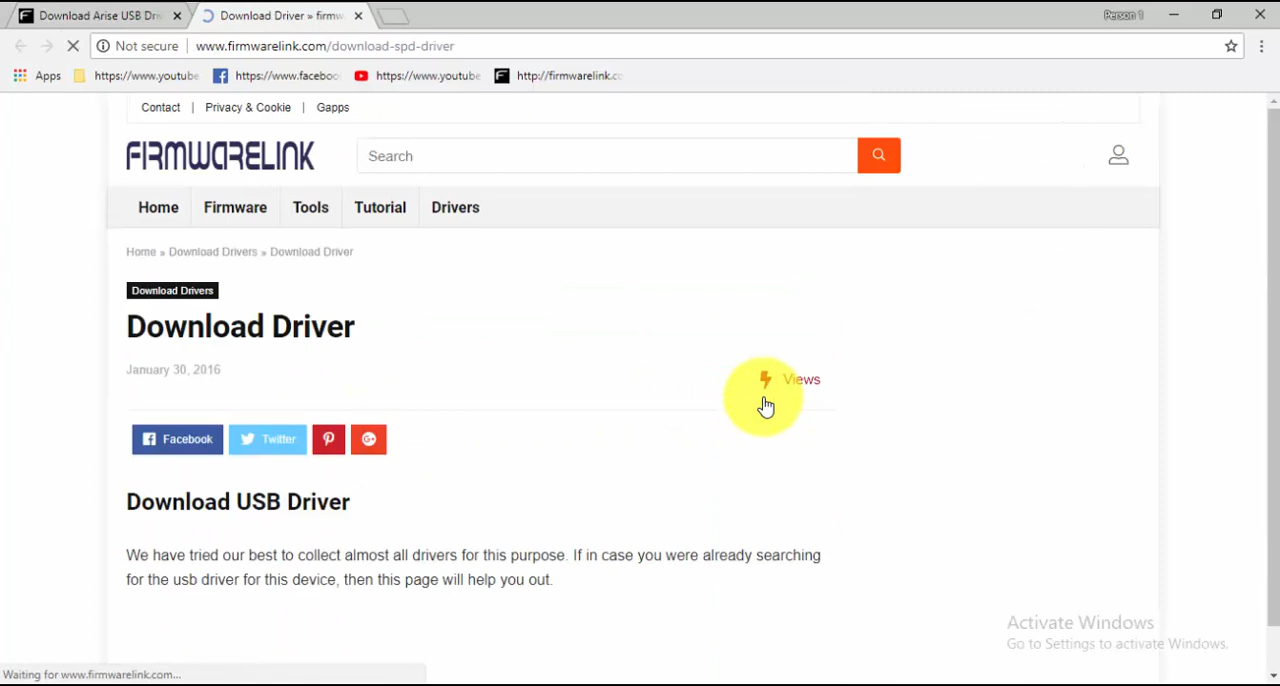 Download Arise USB Dri
Download Driver » firmw
Person 1
Not secure
www.firmwarelink.com/download-spd-driver
Apps
https://www.youtube
https://www.faceboo
https://www.youtube
http://firmwarelink.co
Contact | Privacy & Cookie | Gapps
FIRMWARELINK
Search
Home
Firmware
Tools
Tutorial
Drivers
Home » Download Drivers » Download Driver
Download Drivers
Download Driver
January 30, 2016
Views
Facebook
Twitter
Download USB Driver
We have tried our best to collect almost all drivers for this purpose. If in case you were already searching
for the usb driver for this device, then this page will help you out.
Activate Windows
Go to Settings to activate Windows.
Waiting for www.firmwarelink.com...